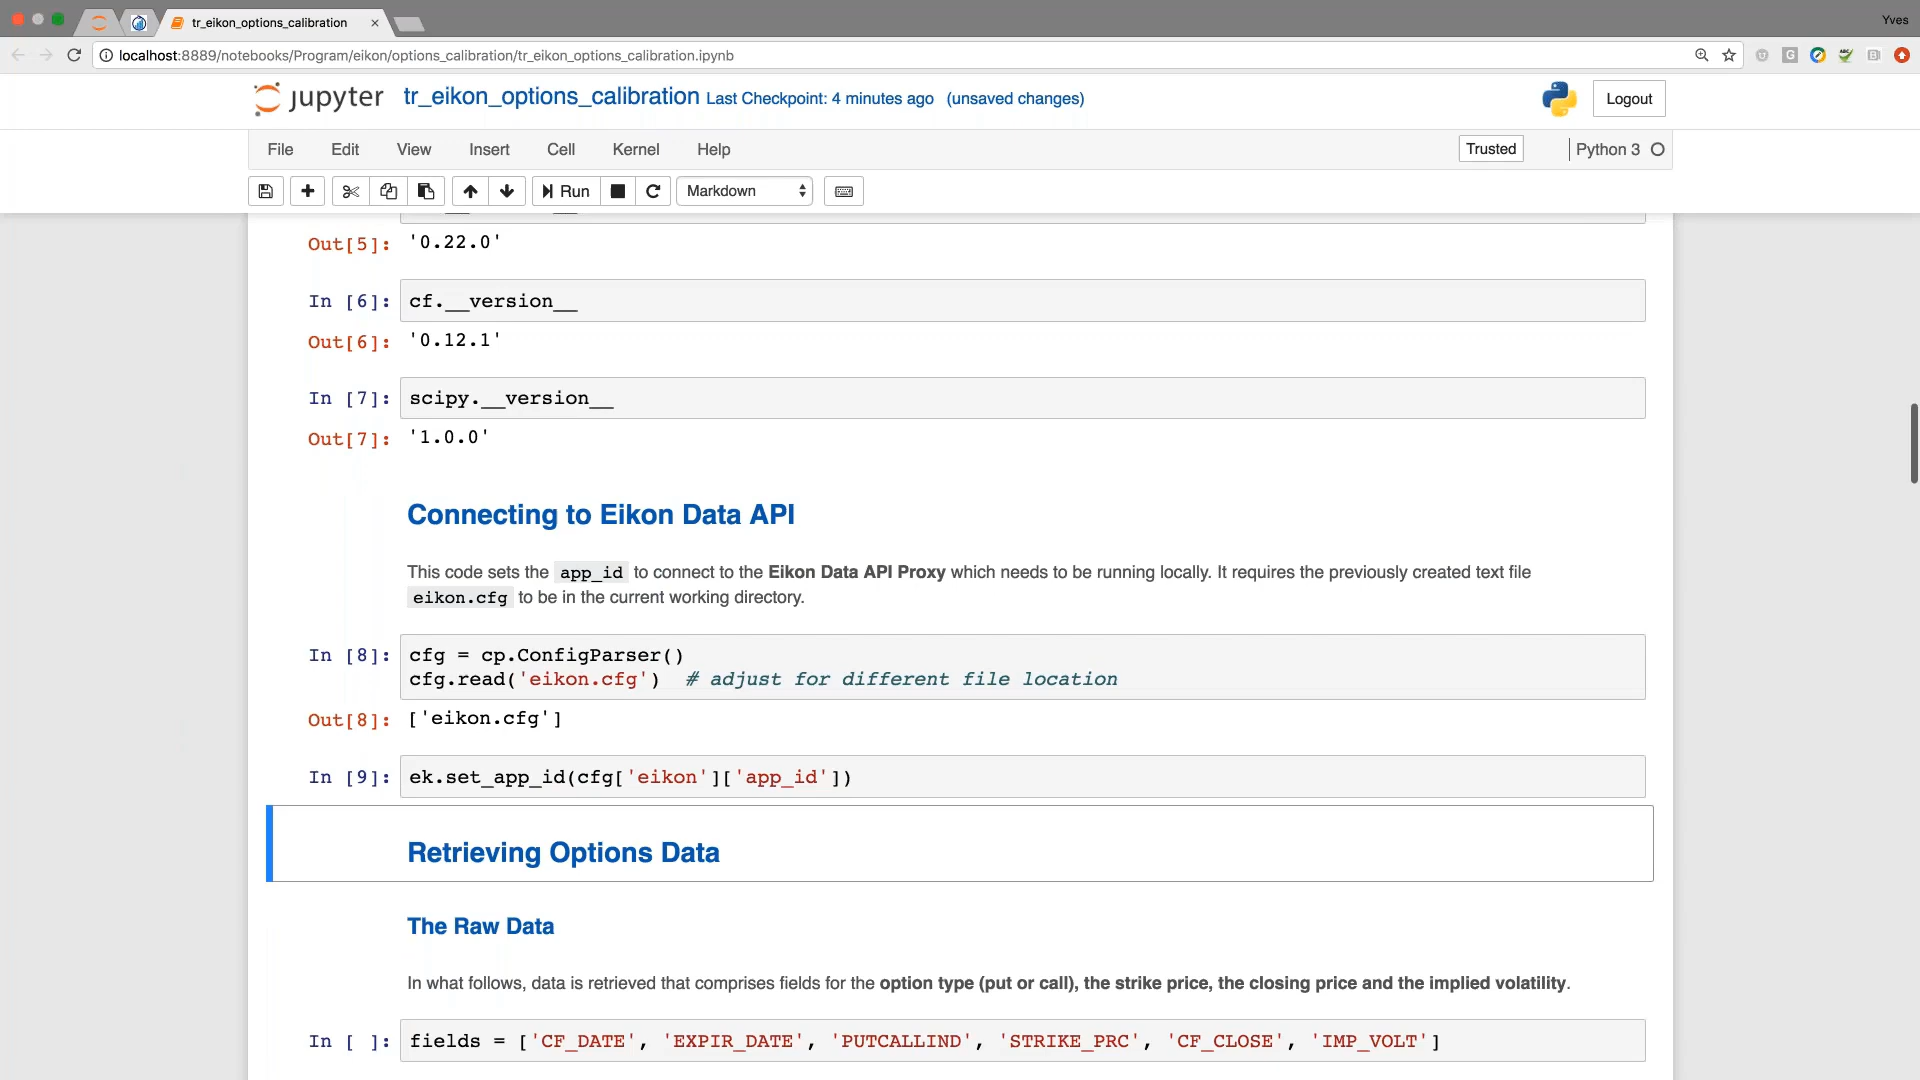 tr_eikon_options_calibration
Yves
localhost:8889/notebooks/Program/eikon/options_calibration/tr_eikon_options_calibration.ipynb
jupyter tr_eikon_options_calibration Last Checkpoint: 4 minutes ago (unsaved changes)
Logout
File Edit View Insert Cell Kernel Help
Trusted
Python 3
Run
Markdown
Out[5]: '0.22.0'
In [6]: cf.__version__
Out[6]: '0.12.1'
In [7]: scipy.__version__
Out[7]: '1.0.0'
Connecting to Eikon Data API
This code sets the app_id to connect to the Eikon Data API Proxy which needs to be running locally. It requires the previously created text file
eikon.cfg to be in the current working directory.
In [8]: cfg = cp.ConfigParser()
cfg.read('eikon.cfg')  # adjust for different file location
Out[8]: ['eikon.cfg']
In [9]: ek.set_app_id(cfg['eikon']['app_id'])
Retrieving Options Data
The Raw Data
In what follows, data is retrieved that comprises fields for the option type (put or call), the strike price, the closing price and the implied volatility.
In [ ]: fields = ['CF_DATE', 'EXPIR_DATE', 'PUTCALLIND', 'STRIKE_PRC', 'CF_CLOSE', 'IMP_VOLT']